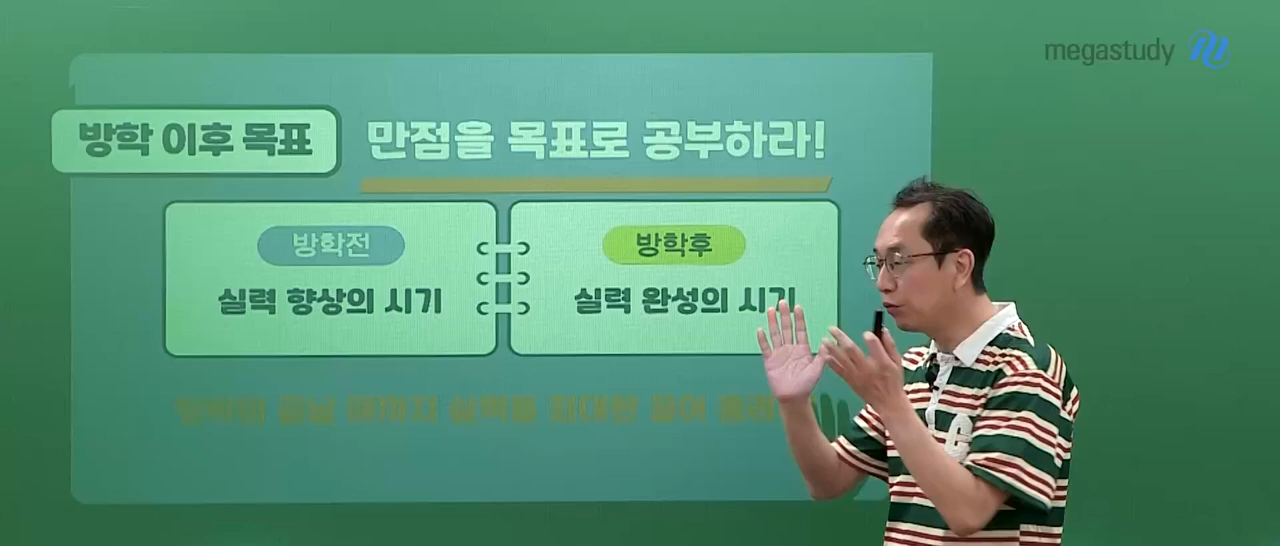 megastudy
방학 이후 목표 만점을 목표로 공부하라!
방학전 방학후
실력 향상의 시기 실력 완성의 시기